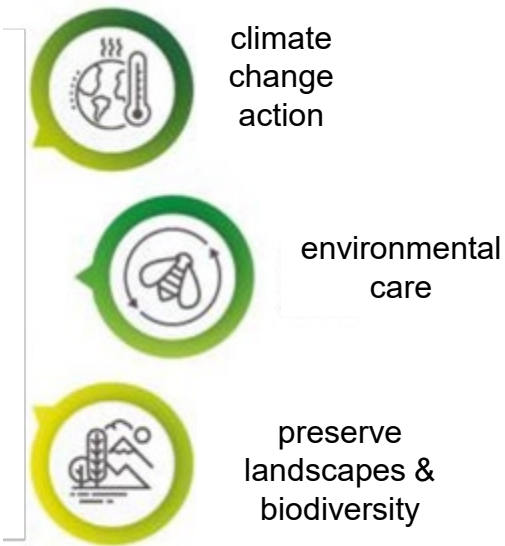 climate
change
action
environmental
care
preserve
landscapes &
biodiversity